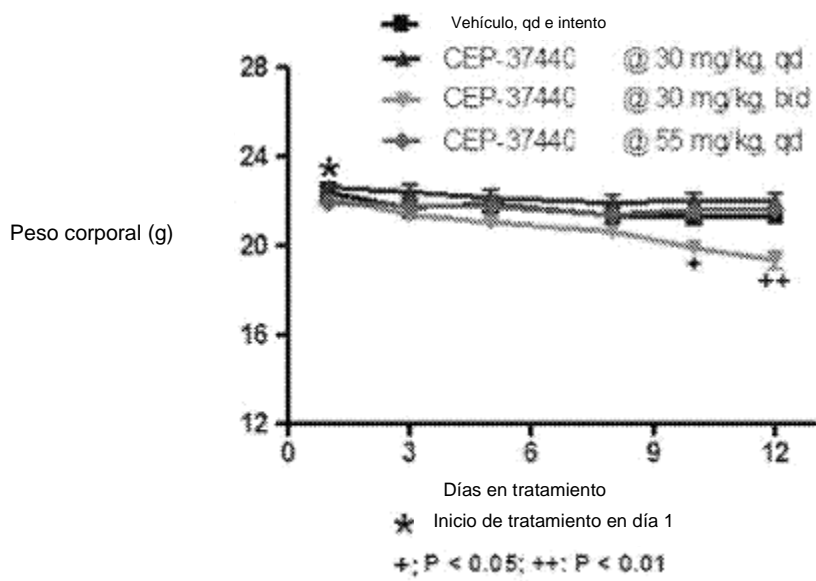 Vehículo, qd e intento
CEP-37440 @ 30 mg/kg, qd
CEP-37440 @ 30 mg/kg, bid
CEP-37440 @ 55 mg/kg, qd
28
24
20
16
12
Peso corporal (g)
*
+
++
0 3 6 9 12
Días en tratamiento
* Inicio de tratamiento en día 1
+; P < 0.05; ++: P < 0.01